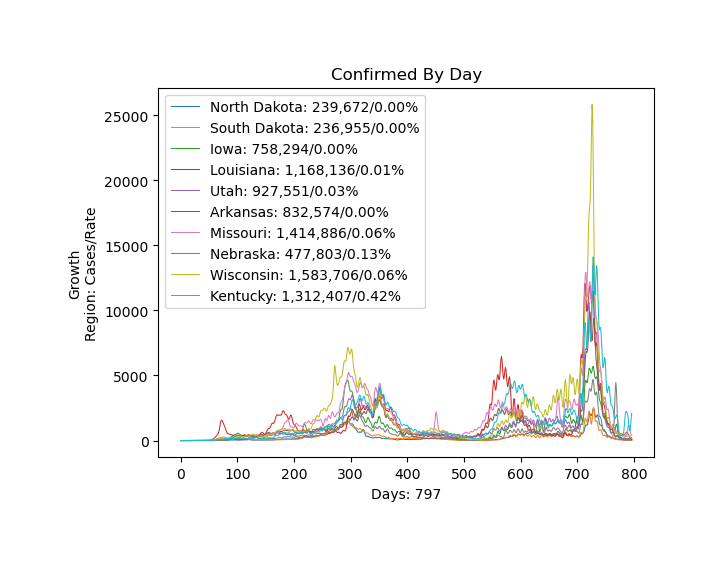 Confirmed By Day
Growth
Region: Cases/Rate
25000
20000
15000
10000
5000
0
North Dakota: 239,672/0.00%
South Dakota: 236,955/0.00%
Iowa: 758,294/0.00%
Louisiana: 1,168,136/0.01%
Utah: 927,551/0.03%
Arkansas: 832,574/0.00%
Missouri: 1,414,886/0.06%
Nebraska: 477,803/0.13%
Wisconsin: 1,583,706/0.06%
Kentucky: 1,312,407/0.42%
0 100 200 300 400 500 600 700 800
Days: 797